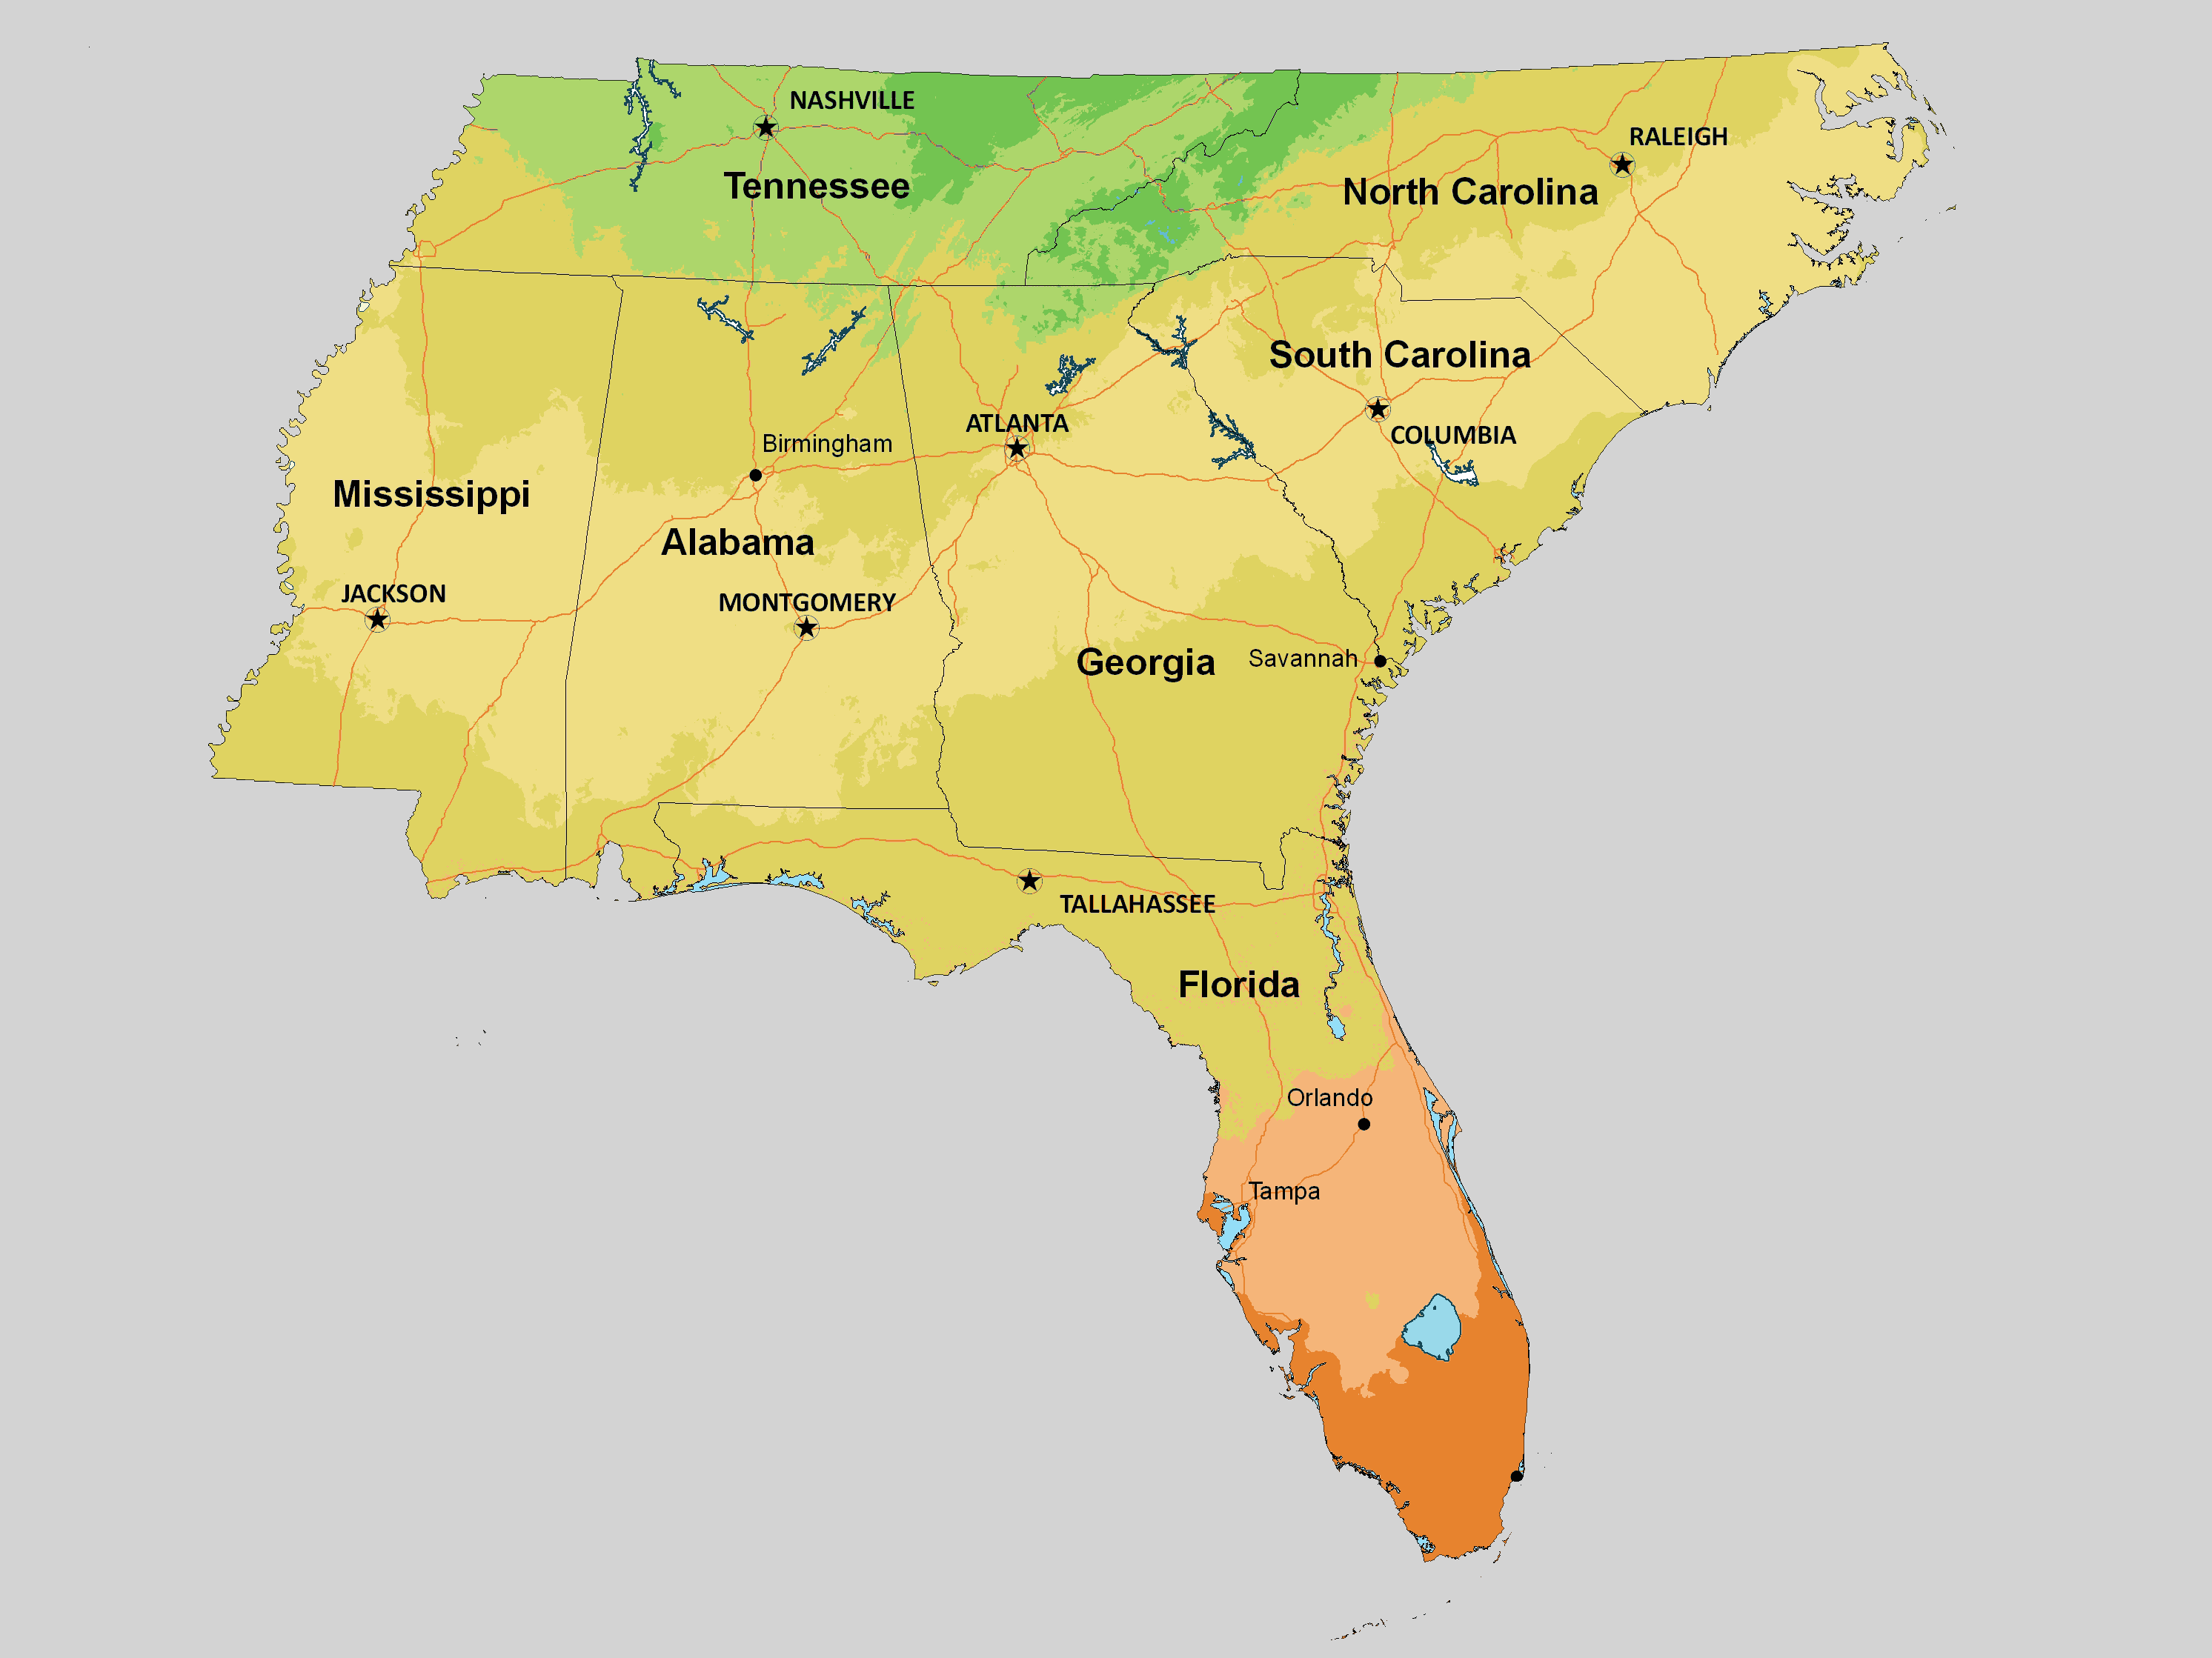 NASHVILLE
RALEIGH
Tennessee
North Carolina
South Carolina
ATLANTA
COLUMBIA
Birmingham
Mississippi
Alabama
JACKSON
MONTGOMERY
Georgia
Savannah
TALLAHASSEE
Florida
Orlando
Tampa